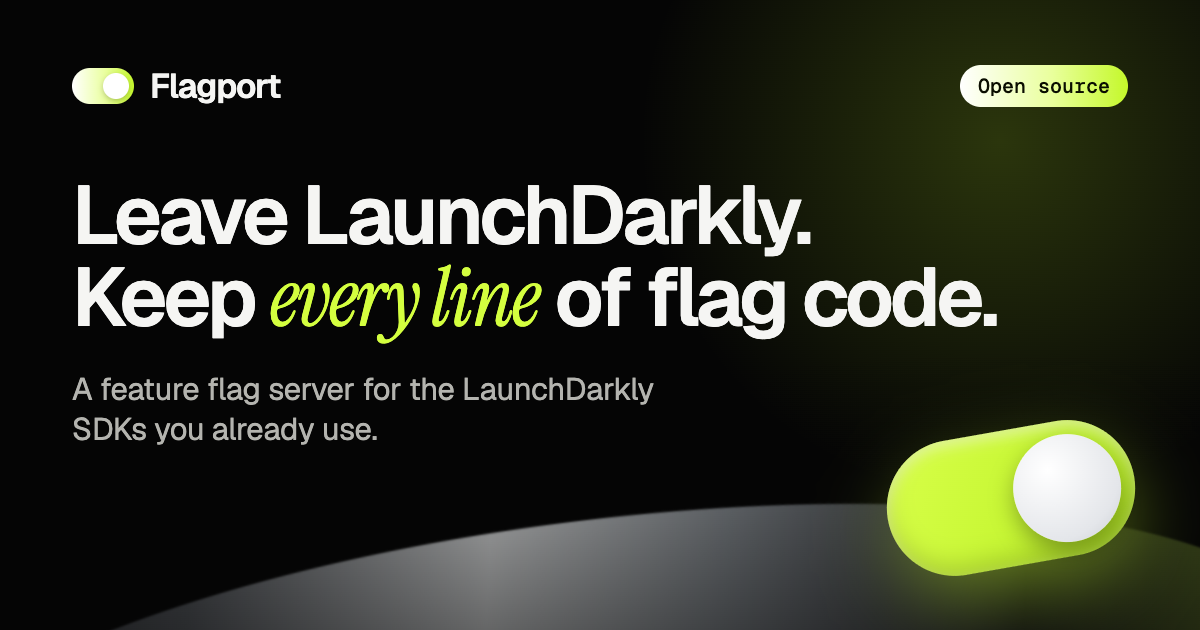 Flagport
Open source
Leave LaunchDarkly.
Keep every line of flag code.
A feature flag server for the LaunchDarkly
SDKs you already use.